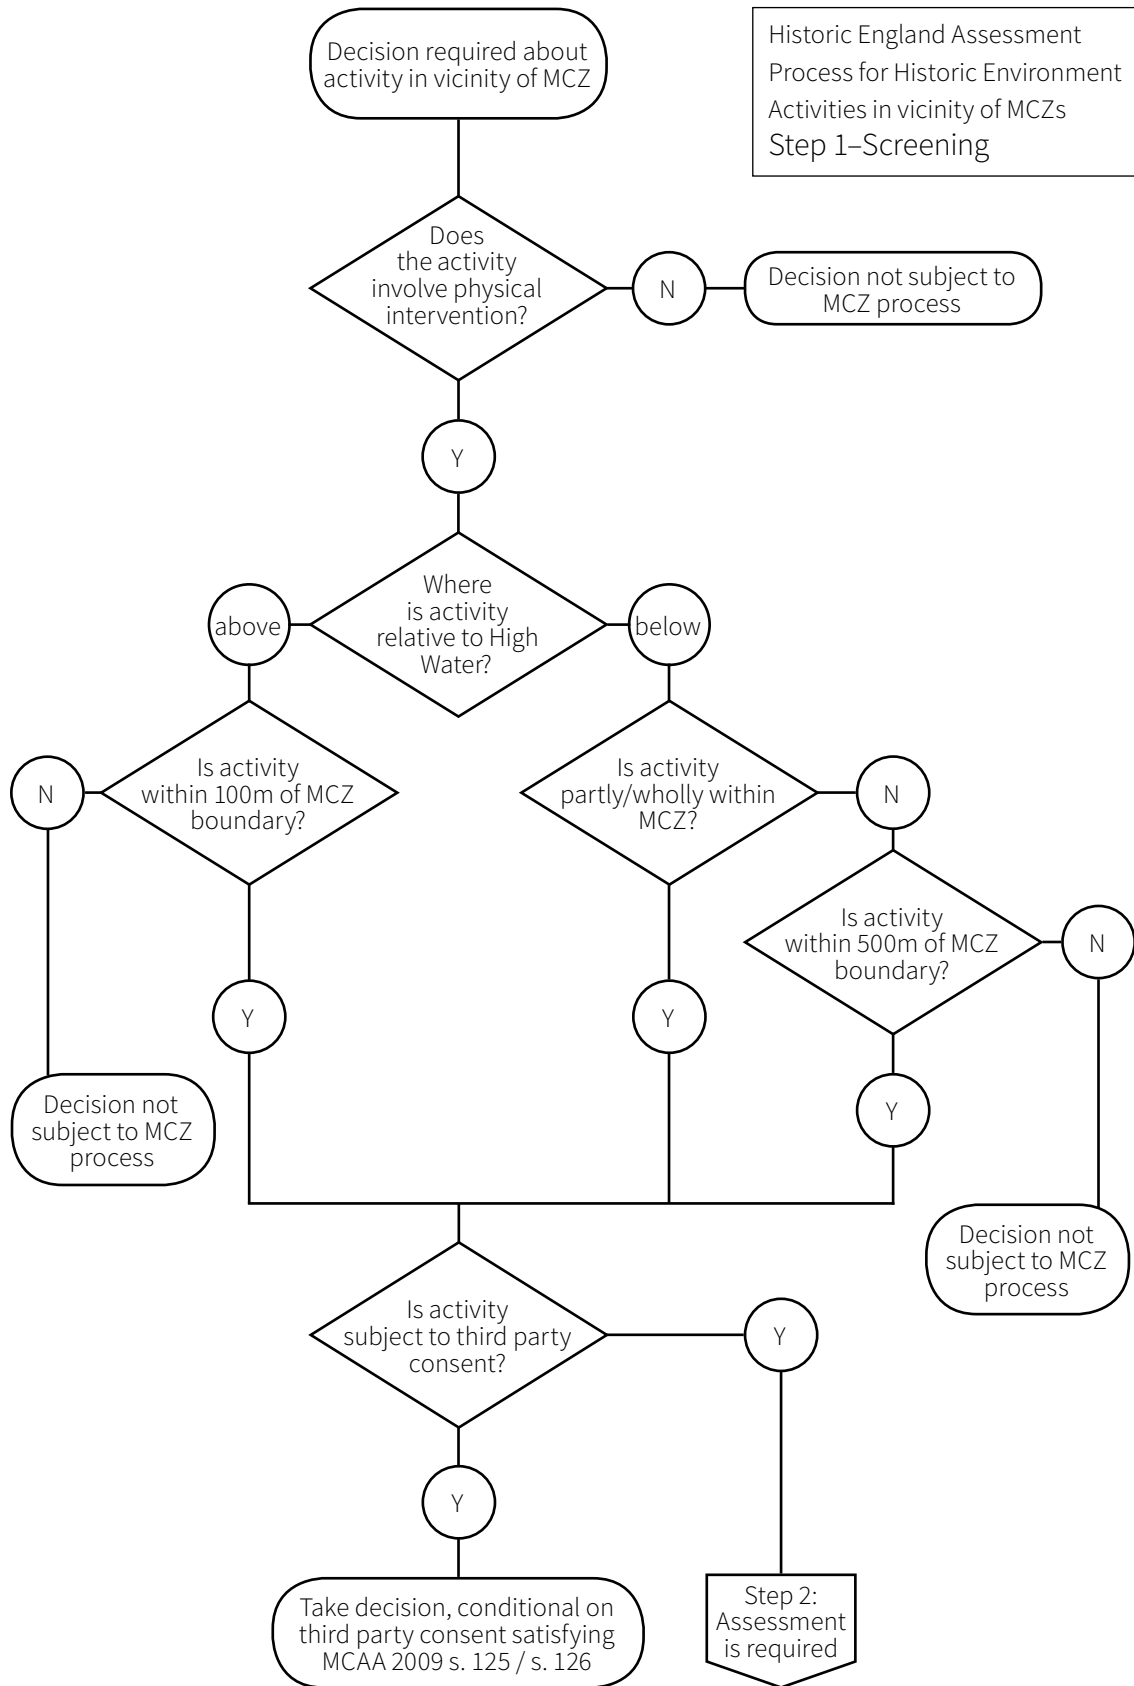 Historic England Assessment
Process for Historic Environment
Activities in vicinity of MCZs
Step 1–Screening
Decision required about
activity in vicinity of MCZ
Does
the activity
involve physical
intervention?
N
Decision not subject to
MCZ process
Y
Where
is activity
relative to High
Water?
above
below
Is activity
within 100m of MCZ
boundary?
N
Is activity
partly/wholly within
MCZ?
N
Is activity
within 500m of MCZ
boundary?
N
Y
Y
Y
Decision not
subject to MCZ
process
Decision not
subject to MCZ
process
Is activity
subject to third party
consent?
Y
Y
Take decision, conditional on
third party consent satisfying
MCAA 2009 s. 125 / s. 126
Step 2:
Assessment
is required